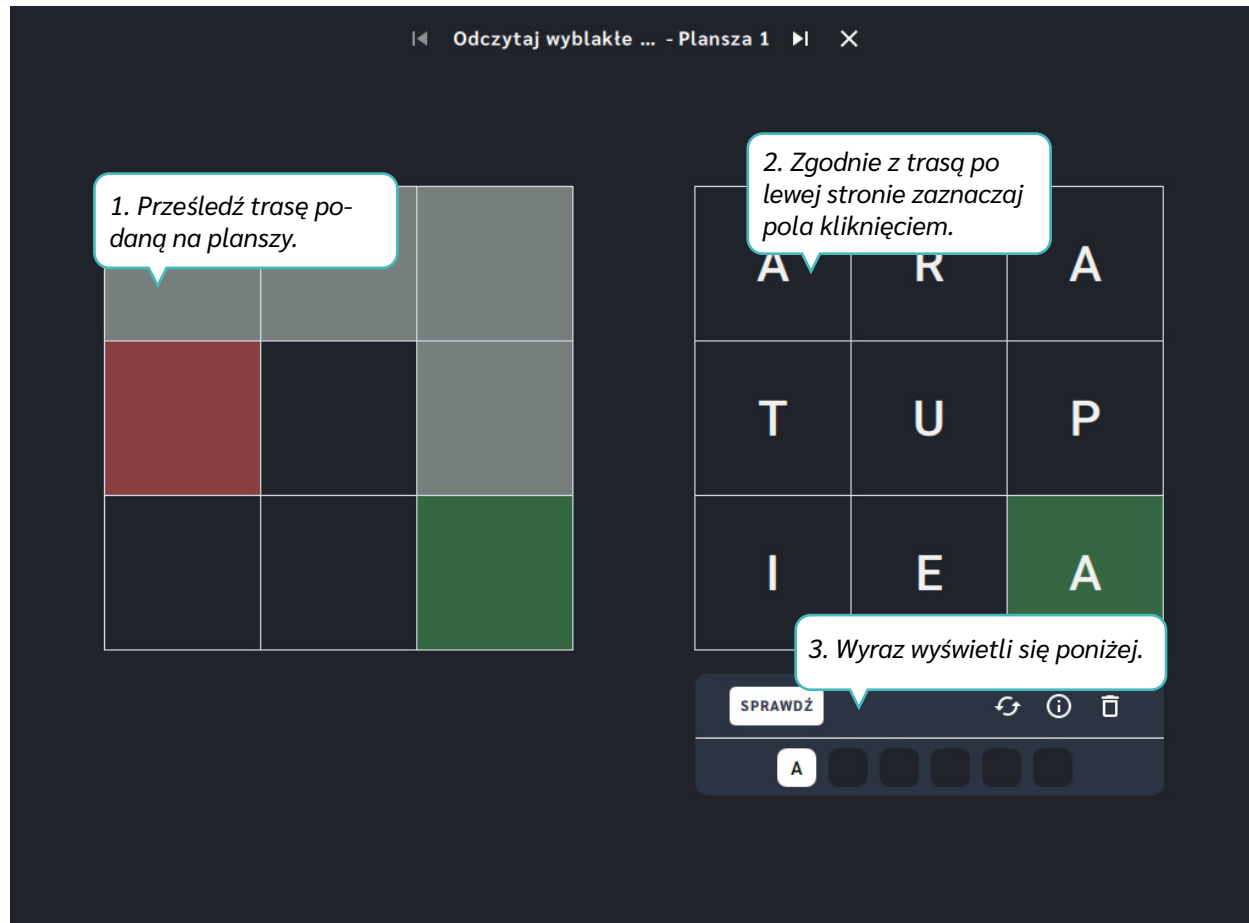 Odczytaj wyblakłe ... - Plansza 1
1. Prześledź trasę po-
daną na planszy.
2. Zgodnie z trasą po
lewej stronie zaznaczaj
pola kliknięciem.
A R A
T U P
I E A
3. Wyraz wyświetli się poniżej.
SPRAWDŹ
A